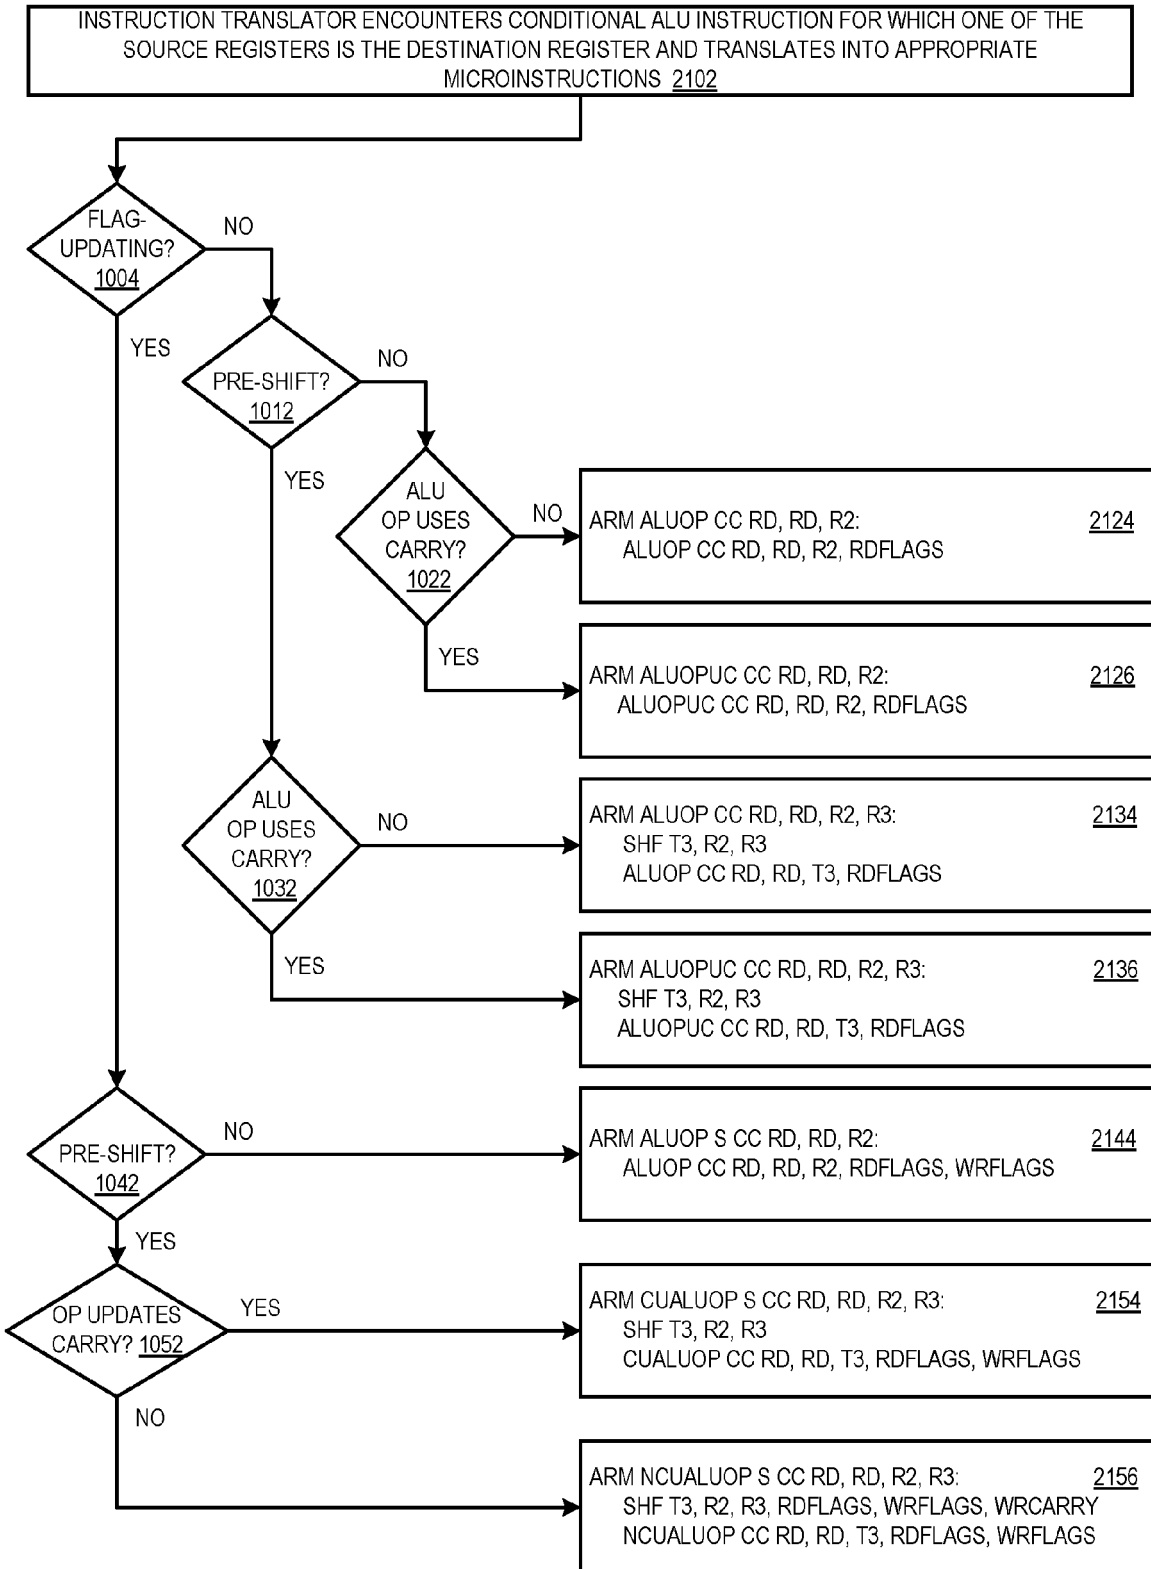 INSTRUCTION TRANSLATOR ENCOUNTERS CONDITIONAL ALU INSTRUCTION FOR WHICH ONE OF THE
SOURCE REGISTERS IS THE DESTINATION REGISTER AND TRANSLATES INTO APPROPRIATE
MICROINSTRUCTIONS 2102
FLAG-
UPDATING?
1004
NO
YES
PRE-SHIFT?
1012
NO
YES
ALU
OP USES
CARRY?
1022
NO
YES
ARM ALUOP CC RD, RD, R2: 2124
ALUOP CC RD, RD, R2, RDFLAGS
ARM ALUOPUC CC RD, RD, R2: 2126
ALUOPUC CC RD, RD, R2, RDFLAGS
ALU
OP USES
CARRY?
1032
NO
YES
ARM ALUOP CC RD, RD, R2, R3: 2134
SHF T3, R2, R3
ALUOP CC RD, RD, T3, RDFLAGS
ARM ALUOPUC CC RD, RD, R2, R3: 2136
SHF T3, R2, R3
ALUOPUC CC RD, RD, T3, RDFLAGS
PRE-SHIFT?
1042
NO
YES
ARM ALUOP S CC RD, RD, R2: 2144
ALUOP CC RD, RD, R2, RDFLAGS, WRFLAGS
OP UPDATES
CARRY? 1052
YES
NO
ARM CUALUOP S CC RD, RD, R2, R3: 2154
SHF T3, R2, R3
CUALUOP CC RD, RD, T3, RDFLAGS, WRFLAGS
ARM NCUALUOP S CC RD, RD, R2, R3: 2156
SHF T3, R2, R3, RDFLAGS, WRFLAGS, WRCARRY
NCUALUOP CC RD, RD, T3, RDFLAGS, WRFLAGS